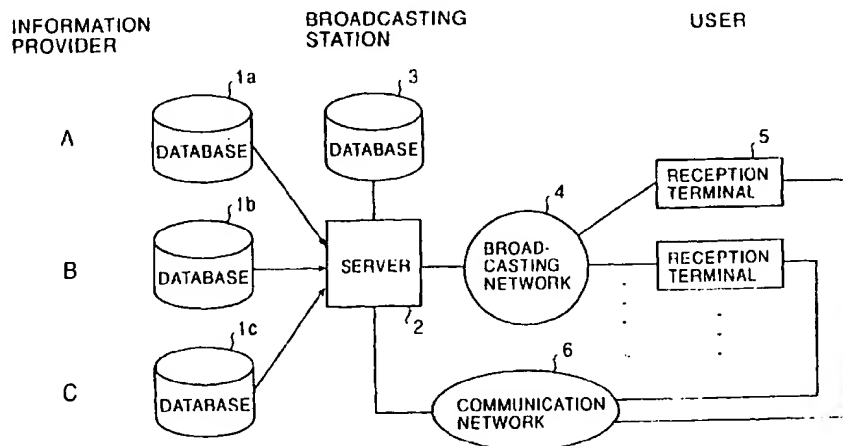 INFORMATION
PROVIDER
BROADCASTING
STATION
USER
A
1a
DATABASE
3
DATABASE
5
RECEPTION
TERMINAL
B
1b
DATABASE
SERVER
2
4
BROAD-
CASTING
NETWORK
RECEPTION
TERMINAL
C
1c
DATABASE
6
COMMUNICATION
NETWORK